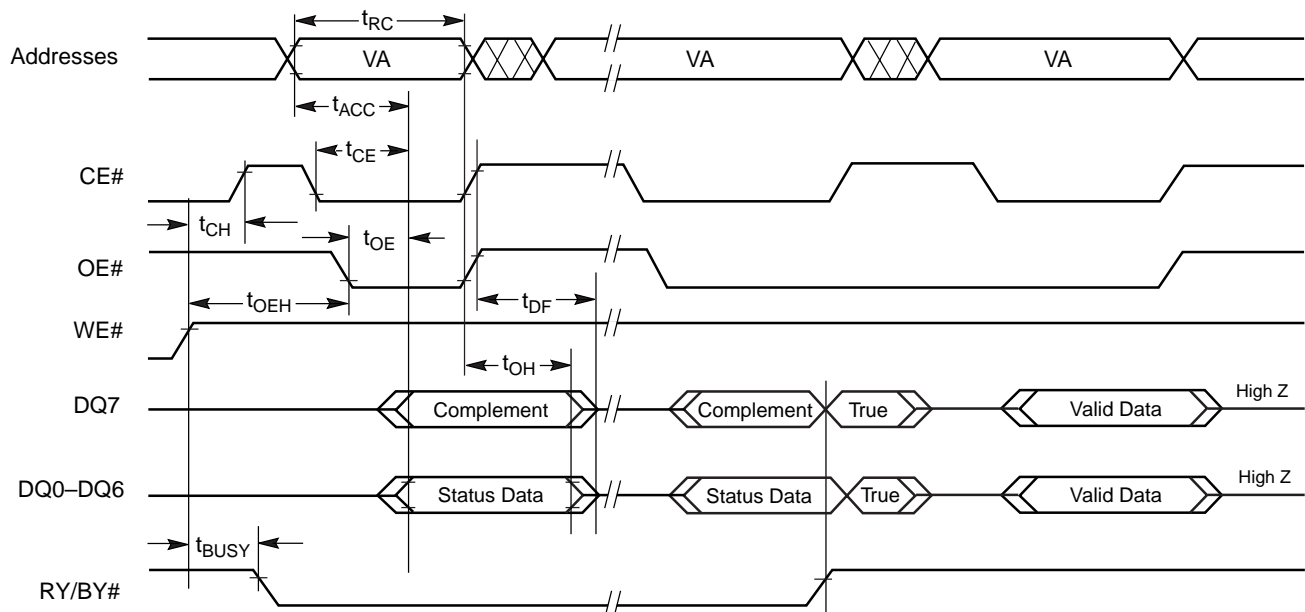 tRC
Addresses VA VA VA
tACC
tCE
CE#
tCH
tOE
OE#
tOEH
tDF
WE#
tOH
DQ7 Complement Complement True Valid Data High Z
DQ0–DQ6 Status Data Status Data True Valid Data High Z
tBUSY
RY/BY#